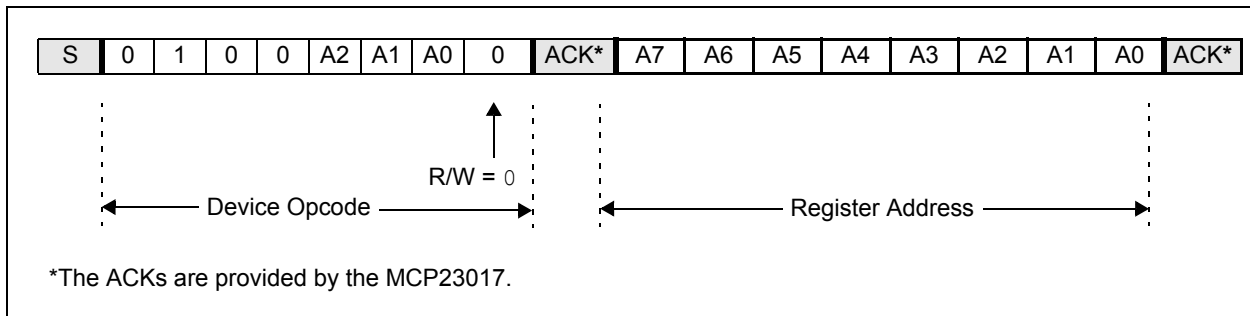 S 0 1 0 0 A2 A1 A0 0 ACK* A7 A6 A5 A4 A3 A2 A1 A0 ACK*
R/W = 0
Device Opcode
Register Address
*The ACKs are provided by the MCP23017.